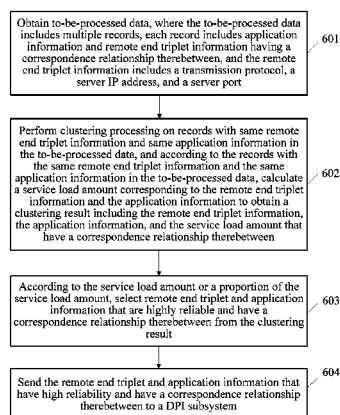 Obtain to-be-processed data, where the to-be-processed data
includes multiple records, each record includes application
information and remote end triplet information having a
correspondence relationship therebetween, and the remote
end triplet information includes a transmission protocol, a
server IP address, and a server port
601
Perform clustering processing on records with same remote
end triplet information and same application information in
the to-be-processed data, and according to the records with
the same remote end triplet information and the same
application information in the to-be-processed data, calculate
a service load amount corresponding to the remote end triplet
information and the application information to obtain a
clustering result including the remote end triplet information,
the application information, and the service load amount that
have a correspondence relationship therebetween
602
According to the service load amount or a proportion of the
service load amount, select remote end triplet and application
information that are highly reliable and have a
correspondence relationship therebetween from the clustering
result
603
Send the remote end triplet and application information that
have high reliability and have a correspondence relationship
therebetween to a DPI subsystem
604